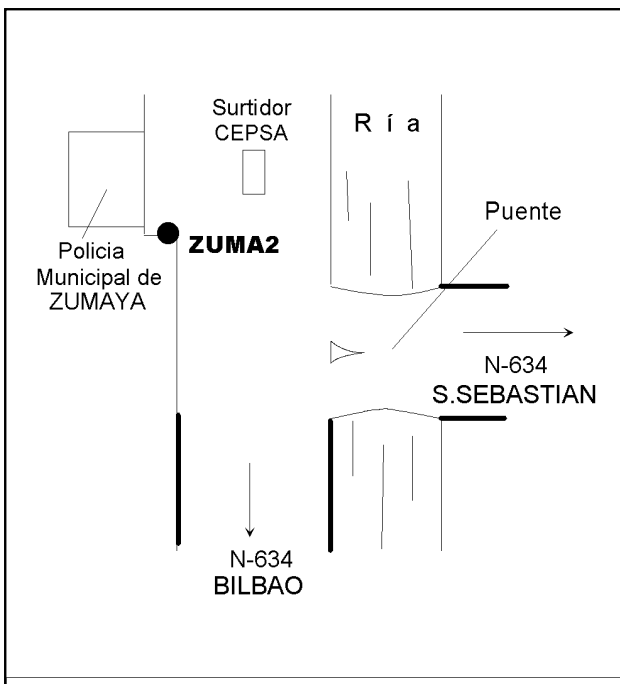 Surtidor
CEPSA
R í a
Puente
ZUMA2
Policia
Municipal de
ZUMAYA
N-634
S.SEBASTIAN
N-634
BILBAO